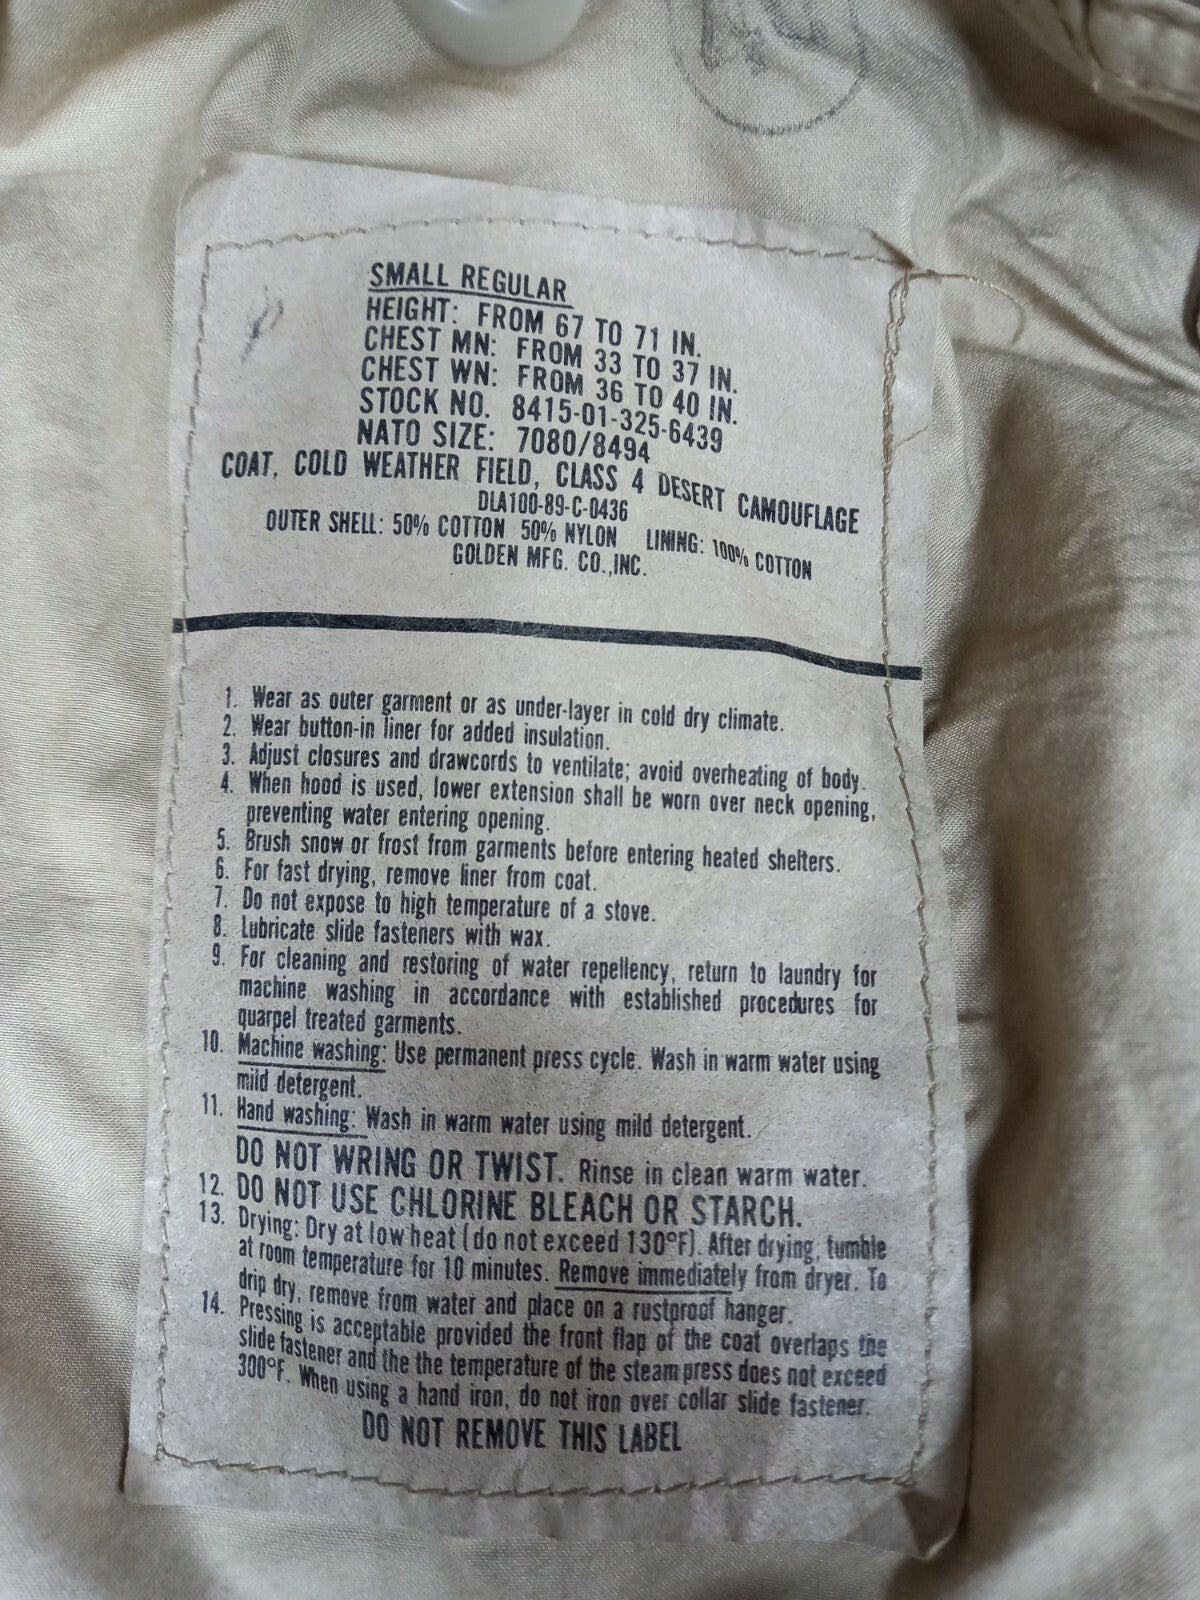 SMALL REGULAR
HEIGHT: FROM 67 TO 71 IN.
CHEST MN: FROM 33 TO 37 IN.
CHEST WN: FROM 36 TO 40 IN.
STOCK NO. 8415-01-325-6439
NATO SIZE: 7080/8494
COAT, COLD WEATHER FIELD, CLASS 4 DESERT CAMOUFLAGE
DLA100-89-C-0436
OUTER SHELL: 50% COTTON 50% NYLON LINING: 100% COTTON
GOLDEN MFG. CO.,INC.
1. Wear as outer garment or as under-layer in cold dry climate.
2. Wear button-in liner for added insulation.
3. Adjust closures and drawcords to ventilate; avoid overheating of body.
4. When hood is used, lower extension shall be worn over neck opening,
preventing water entering opening.
5. Brush snow or frost from garments before entering heated shelters.
6. For fast drying, remove liner from coat.
7. Do not expose to high temperature of a stove.
8. Lubricate slide fasteners with wax.
9. For cleaning and restoring of water repellency, return to laundry for
machine washing in accordance with established procedures for
quarpel treated garments.
10. Machine washing: Use permanent press cycle. Wash in warm water using
mild detergent.
11. Hand washing: Wash in warm water using mild detergent.
DO NOT WRING OR TWIST. Rinse in clean warm water.
12. DO NOT USE CHLORINE BLEACH OR STARCH.
13. Drying: Dry at low heat (do not exceed 130°F). After drying, tumble
at room temperature for 10 minutes. Remove immediately from dryer. To
drip dry, remove from water and place on a rustproof hanger.
14. Pressing is acceptable provided the front flap of the coat overlaps the
slide fastener and the the temperature of the steam press does not exceed
300°F. When using a hand iron, do not iron over collar slide fastener.
DO NOT REMOVE THIS LABEL